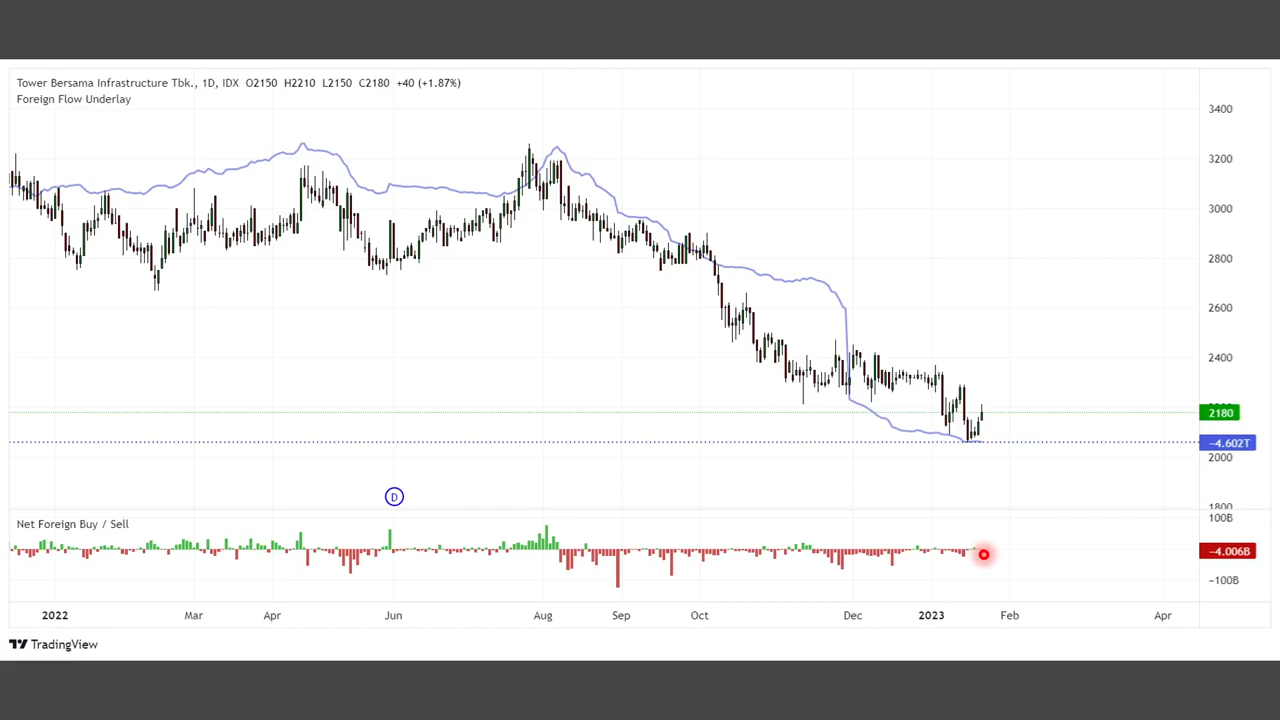 Tower Bersama Infrastructure Tbk., 1D, IDX O2150 H2210 L2150 C2180 +40 (+1.87%)
Foreign Flow Underlay
3400
3200
3000
2800
2600
2400
2180
−4.602T
2000
1800
D
Net Foreign Buy / Sell
100B
−4.006B
−100B
2022 Mar Apr Jun Aug Sep Oct Dec 2023 Feb Apr
TradingView